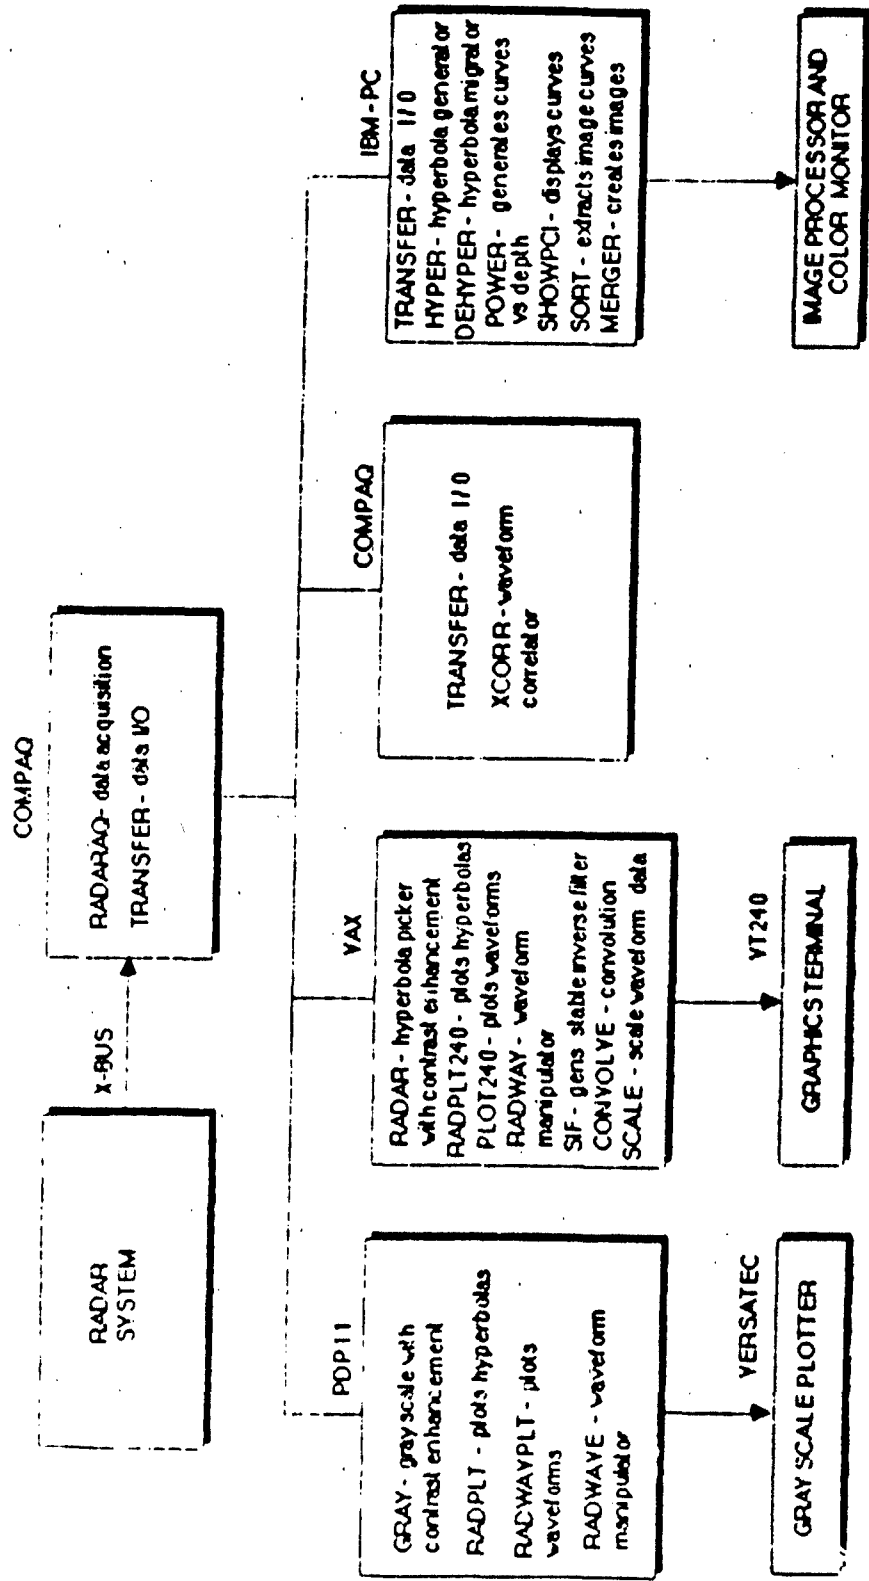 RADAR
SYSTEM
X-BUS
COMPAQ
RADARAQ- data acquisition
TRANSFER- data I/O
PDP11
GRAY - gray scale with
contrast enhancement
RADPLT - plots hyperbolas
RADWAYPLT - plots
waveforms
RADWAYE - waveform
manipulator
VERSATEC
GRAY SCALE PLOTTER
VAX
RADAR - hyperbola picker
with contrast enhancement
RADPLT240 - plots hyperbolas
PLOT240 - plots waveforms
RADWAY - waveform
manipulator
SIF - gens stable inverse filter
CONVOLVE - convolution
SCALE - scale waveform data
VT240
GRAPHICS TERMINAL
COMPAQ
TRANSFER - data I/O
XCORR - waveform
correlator
IBM - PC
TRANSFER - data I/O
HYPER - hyperbola generator
DEHYPER - hyperbola migrator
POWER - generates curves
vs depth
SHOWPCI - displays curves
SORT - extracts image curves
MERGER - creates images
IMAGE PROCESSOR AND
COLOR MONITOR